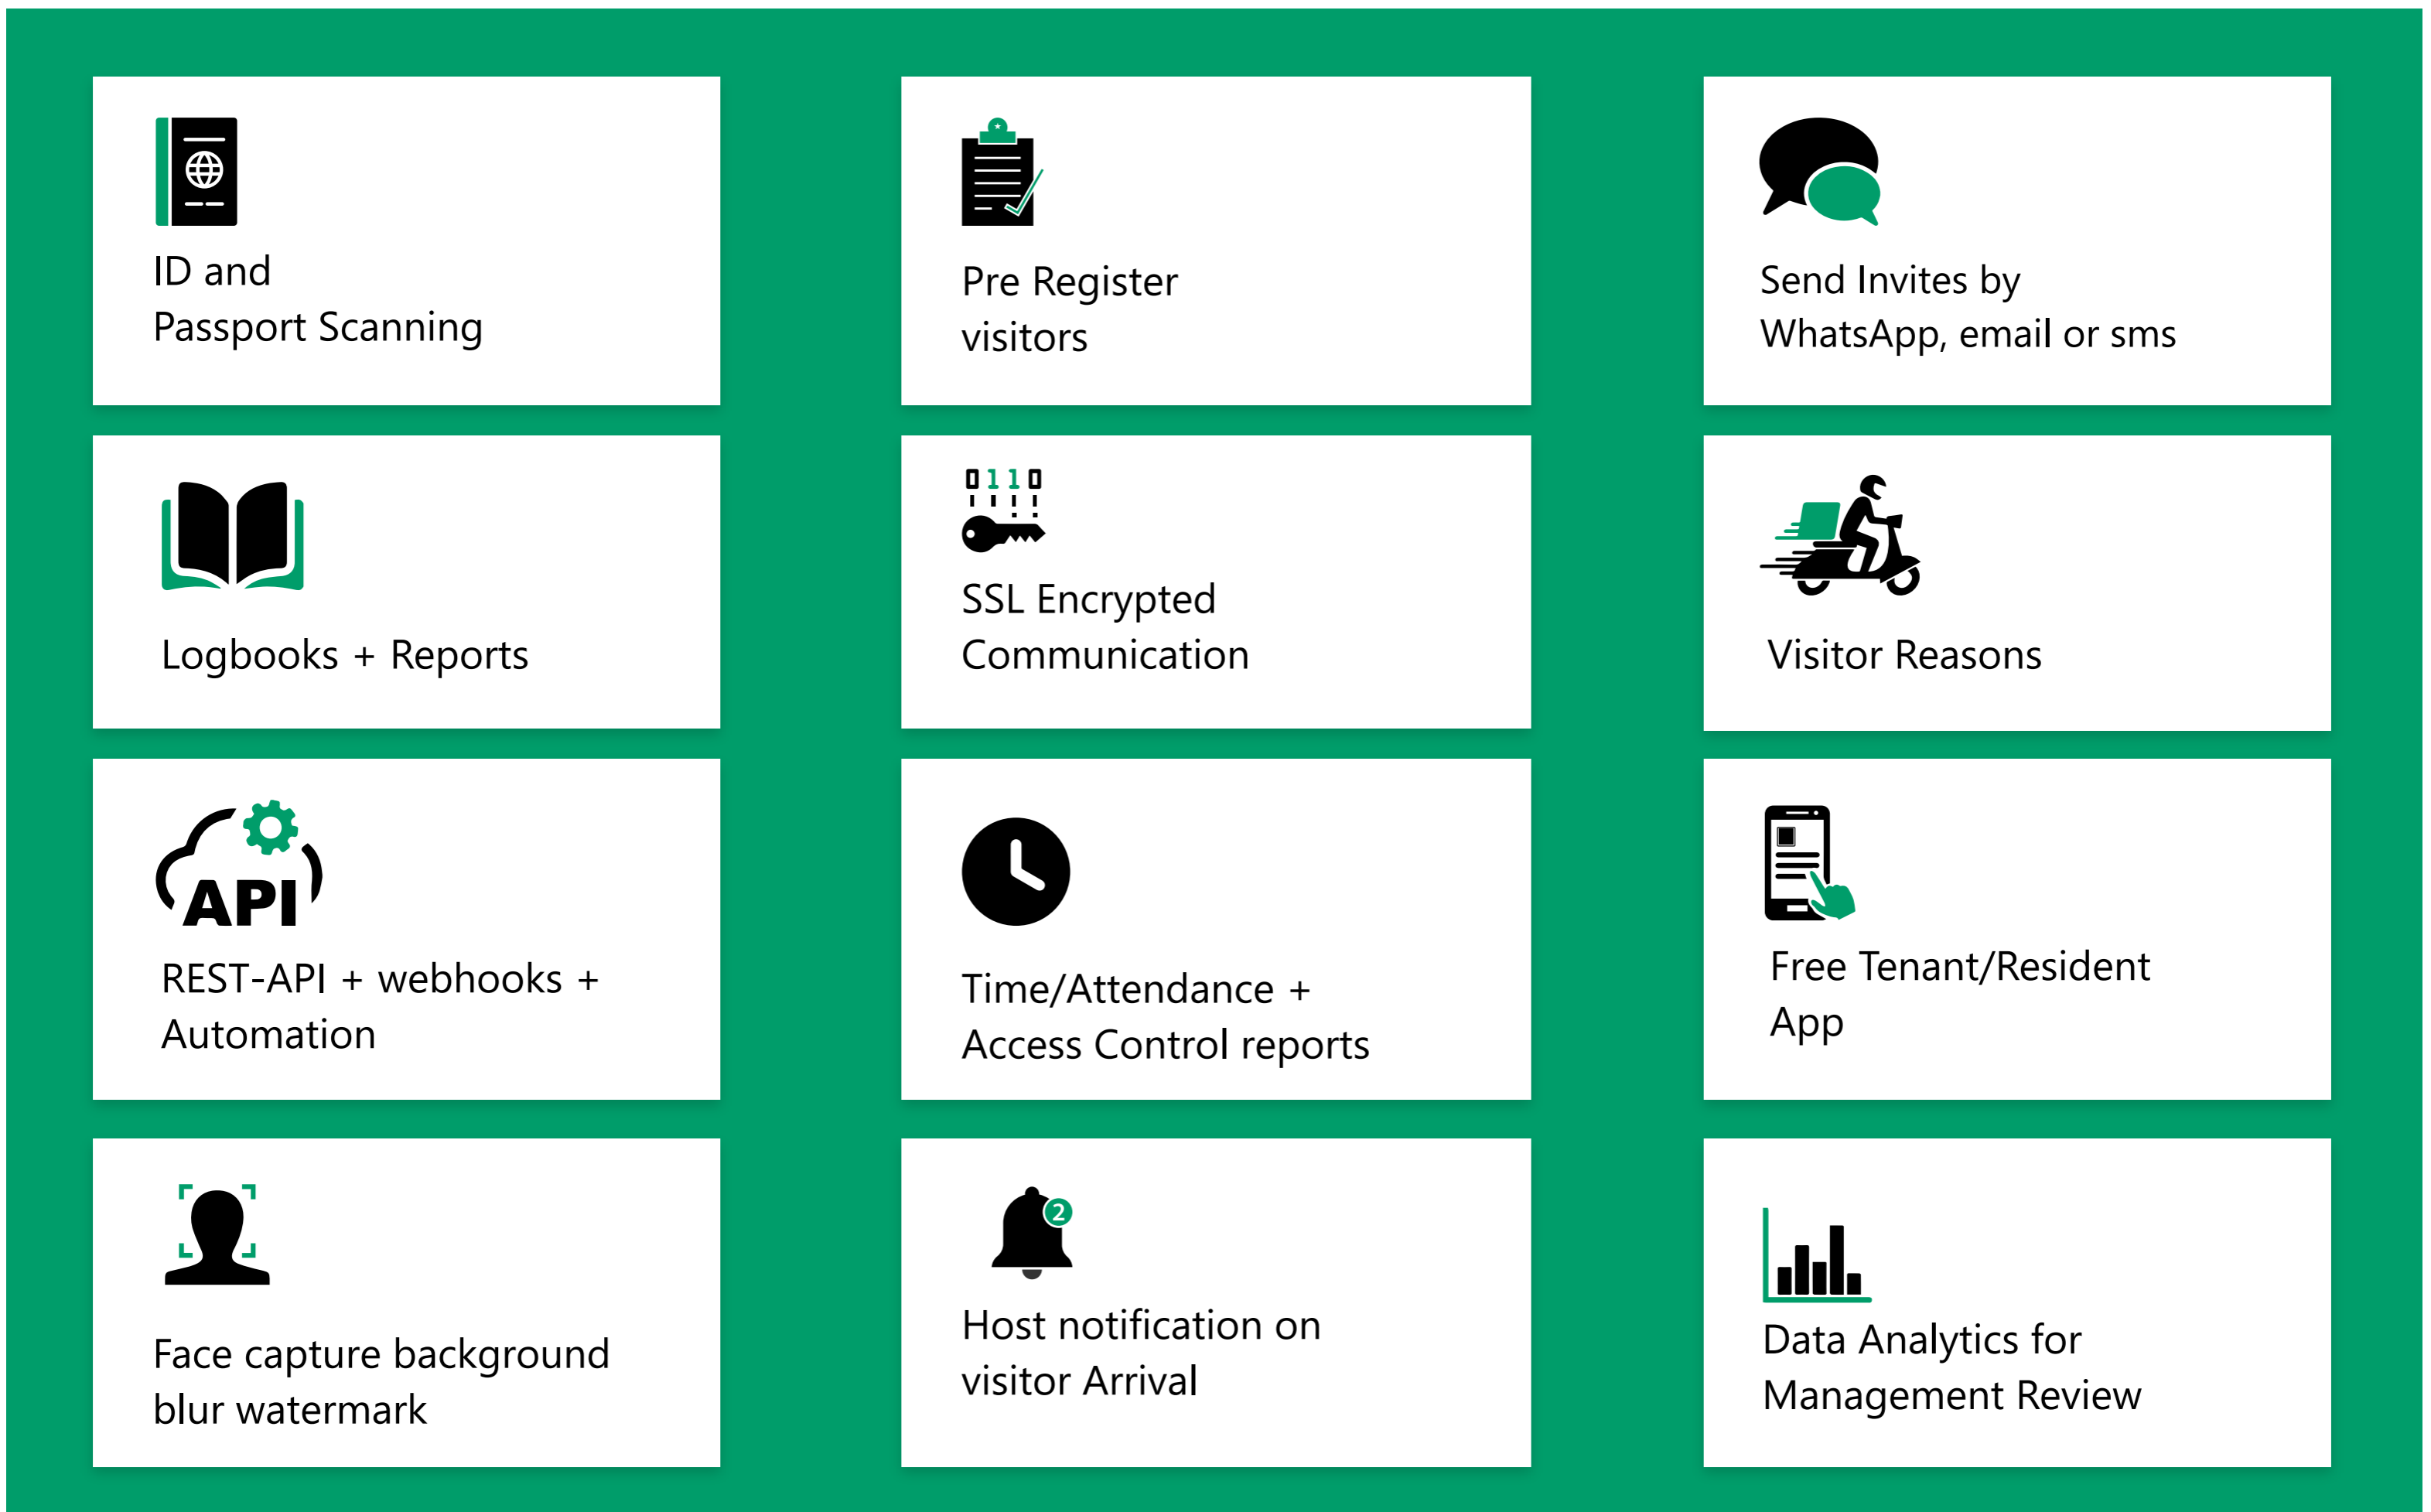 ID and
Passport Scanning
Pre Register
visitors
Send Invites by
WhatsApp, email or sms
Logbooks + Reports
0110
SSL Encrypted
Communication
Visitor Reasons
API
REST-API + webhooks +
Automation
Time/Attendance +
Access Control reports
Free Tenant/Resident
App
Face capture background
blur watermark
2
Host notification on
visitor Arrival
Data Analytics for
Management Review